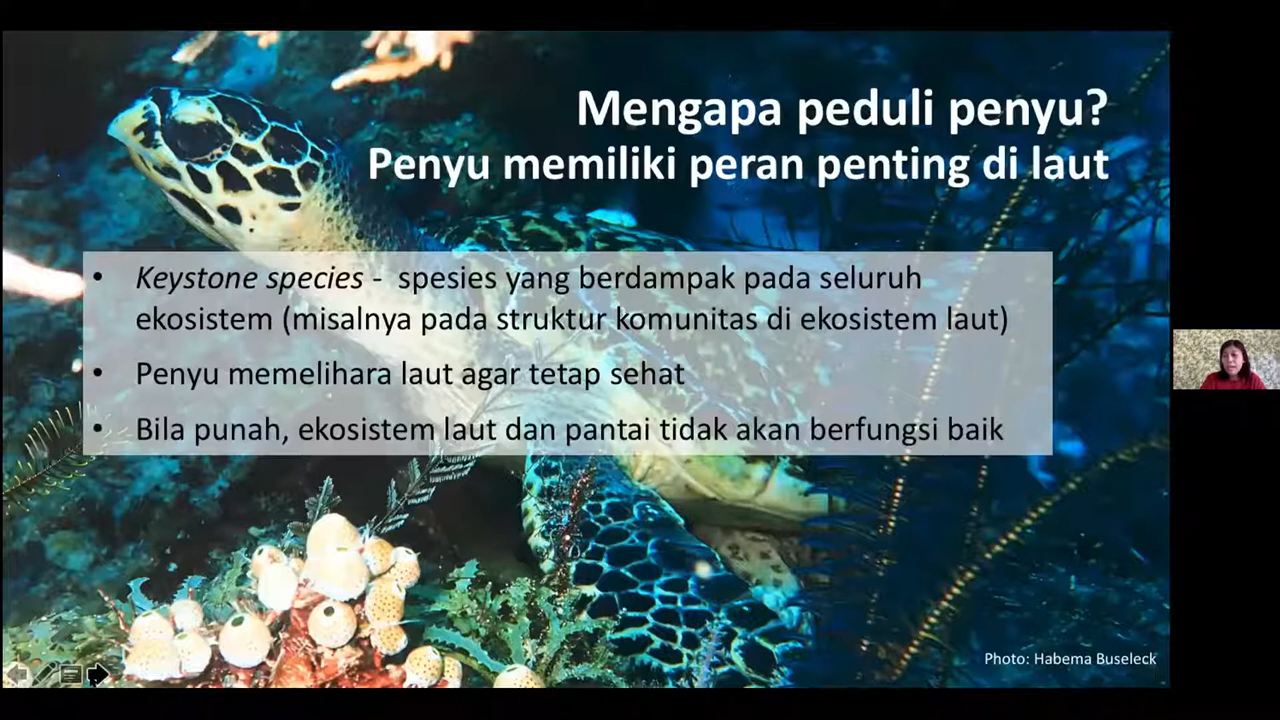 Mengapa peduli penyu?
Penyu memiliki peran penting di laut
• Keystone species - spesies yang berdampak pada seluruh
ekosistem (misalnya pada struktur komunitas di ekosistem laut)
• Penyu memelihara laut agar tetap sehat
• Bila punah, ekosistem laut dan pantai tidak akan berfungsi baik
Photo: Habema Buseleck